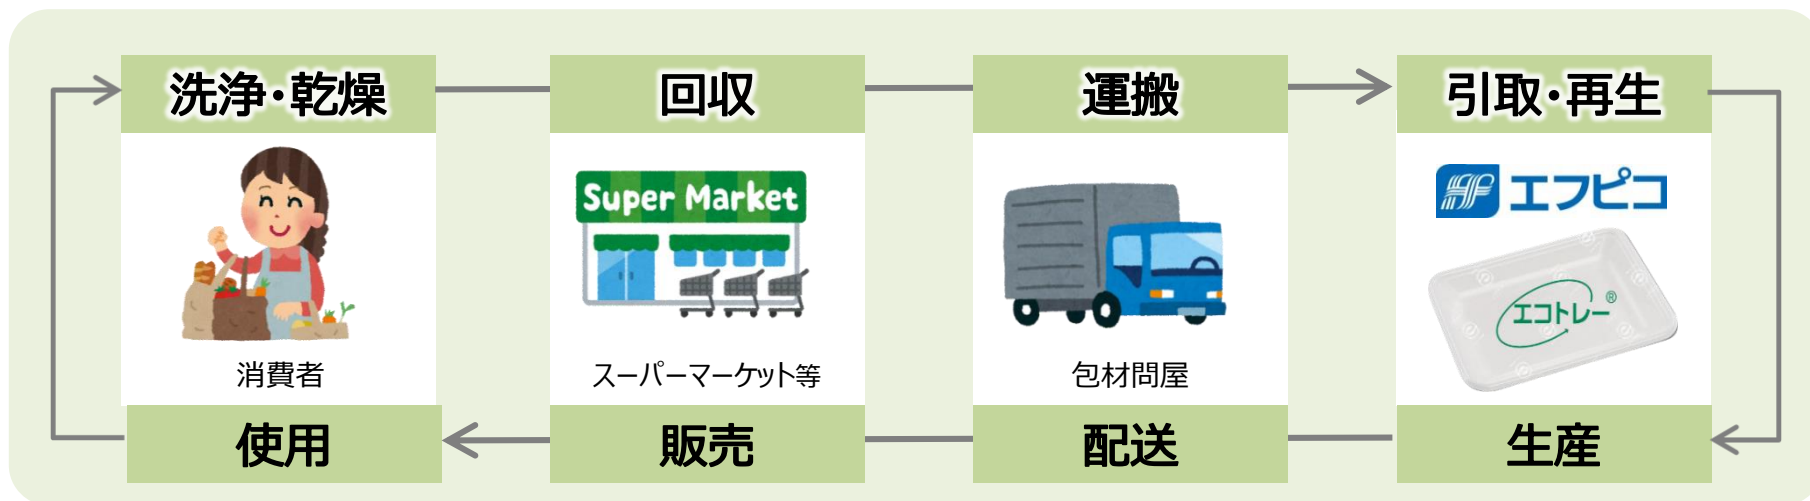 洗浄・乾燥
回収
運搬
引取・再生
Super Market
エフピコ
エコトレー®
消費者
スーパーマーケット等
包材問屋
使用
販売
配送
生産